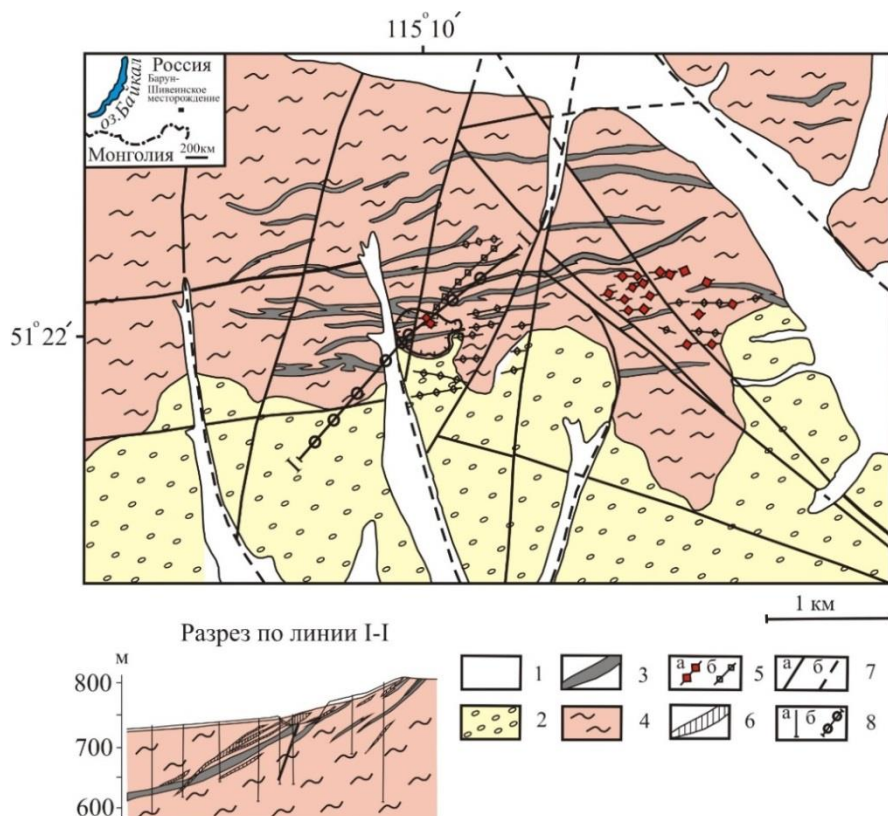 115°10′
Россия
Барун-
Шивеинское
месторождение
оз.Байкал
Монголия 200км
I
51°22′
I
1 км
Разрез по линии I-I
м
800
700
600
1
3
а б 5
а б 7
2
4
6
а б 8